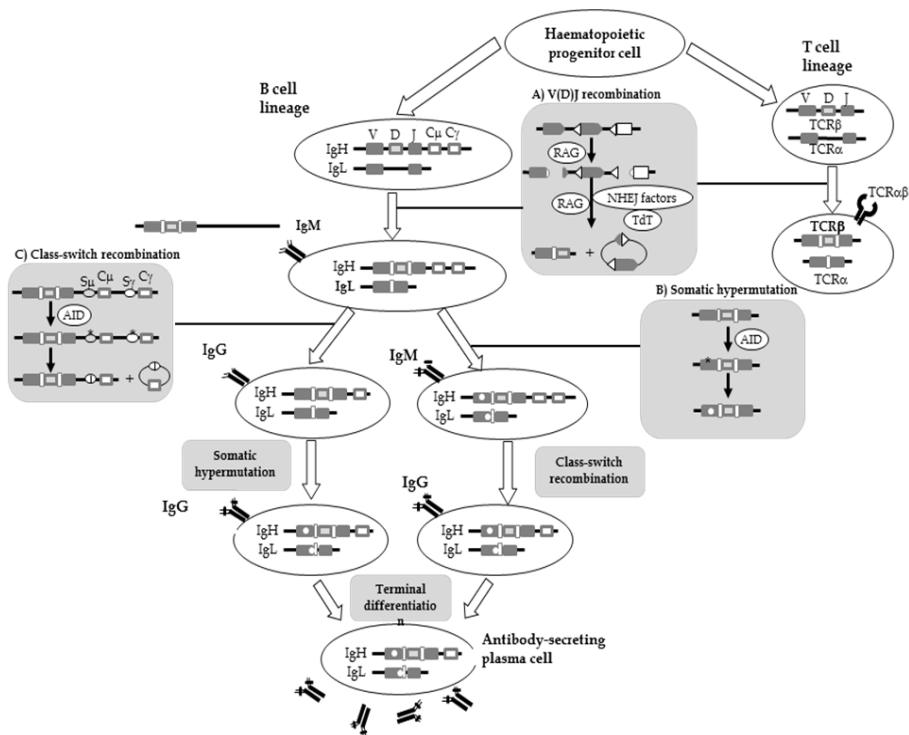 Haematopoietic
progenitor cell
T cell
lineage
B cell
lineage
A) V(D)J recombination
V D J Cμ Cγ
IgH
IgL
V D J
TCRβ
TCRα
RAG
RAG
NHEJ factors
TdT
+
TCRαβ
TCRβ
TCRα
IgM
IgH
IgL
C) Class-switch recombination
Sμ Cμ Sγ Cγ
AID
* *
+
B) Somatic hypermutation
AID
*
IgG
IgH
IgL
IgM
IgH
IgL
Somatic
hypermutation
Class-switch
recombination
IgG
IgH
IgL
IgG
IgH
IgL
Terminal
differentiatio
n
IgH
IgL
Antibody-secreting
plasma cell